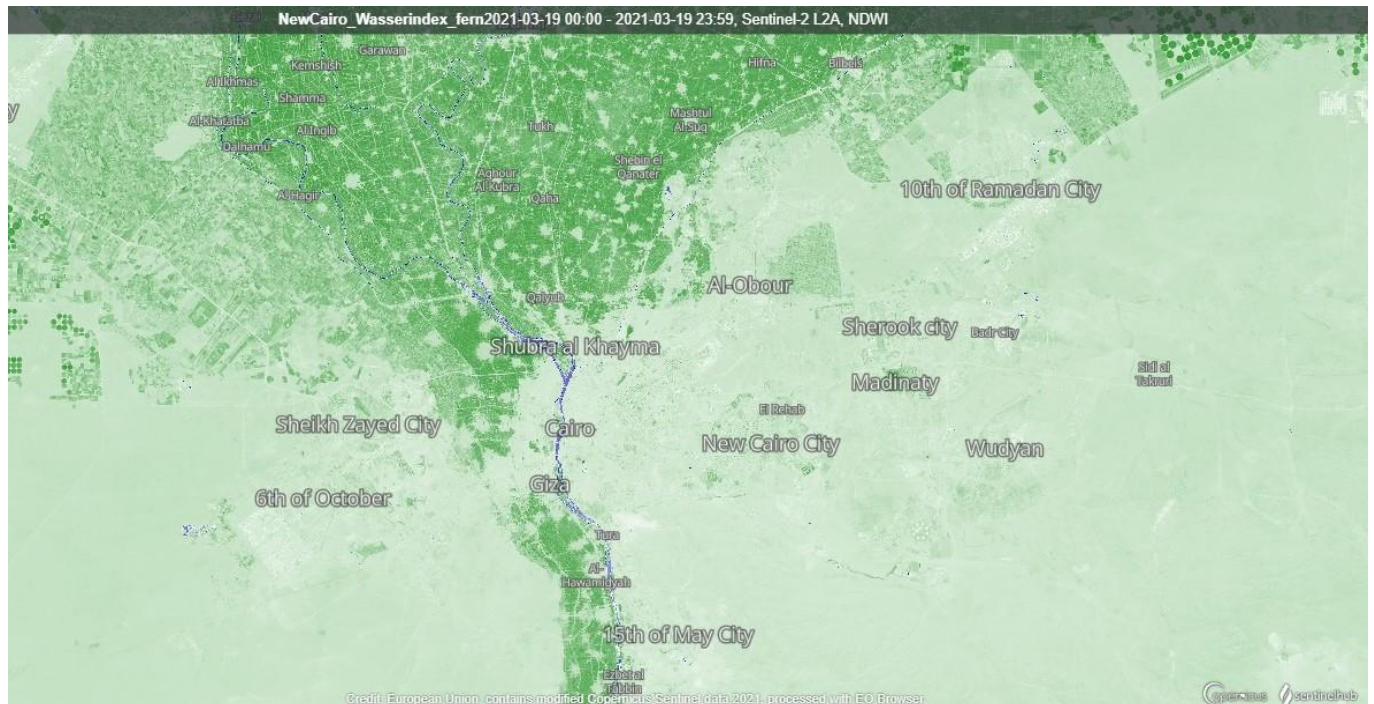 NewCairo_Wasserindex_fern2021-03-19 00:00 - 2021-03-19 23:59, Sentinel-2 L2A, NDWI
Garawan
Kemshish
Hifna
Bilbeis
Al Ikhmas
Shamma
Al-Khatatba
Al Ingib
Tukh
Mashtul
Al Suq
Dalhamu
Shebin el
Qanater
Aghour
Al Kubra
Al Hagir
Qaha
10th of Ramadan City
Al-Obour
Qalyub
Sherook city
Badr City
Shubra al Khayma
Sidi al
Takruri
Madinaty
El Rehab
Sheikh Zayed City
Cairo
New Cairo City
Wudyan
Giza
6th of October
Tura
Al-
Hawamidyah
15th of May City
Ezbet al
Tabbin
Credit: European Union, contains modified Copernicus Sentinel data 2021, processed with EO Browser
Copernicus
sentinelhub